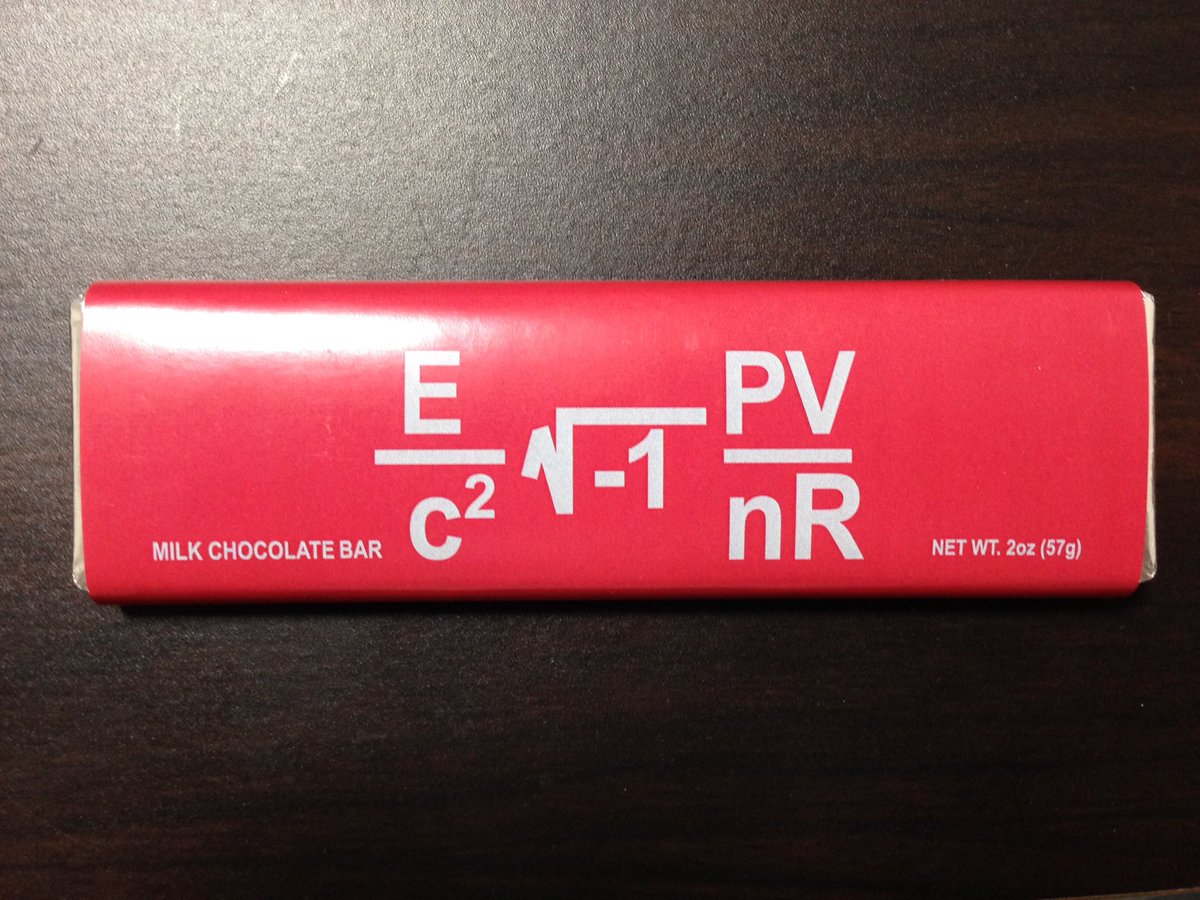 E/c² √-1 PV/nR
MILK CHOCOLATE BAR
NET WT. 2oz (57g)